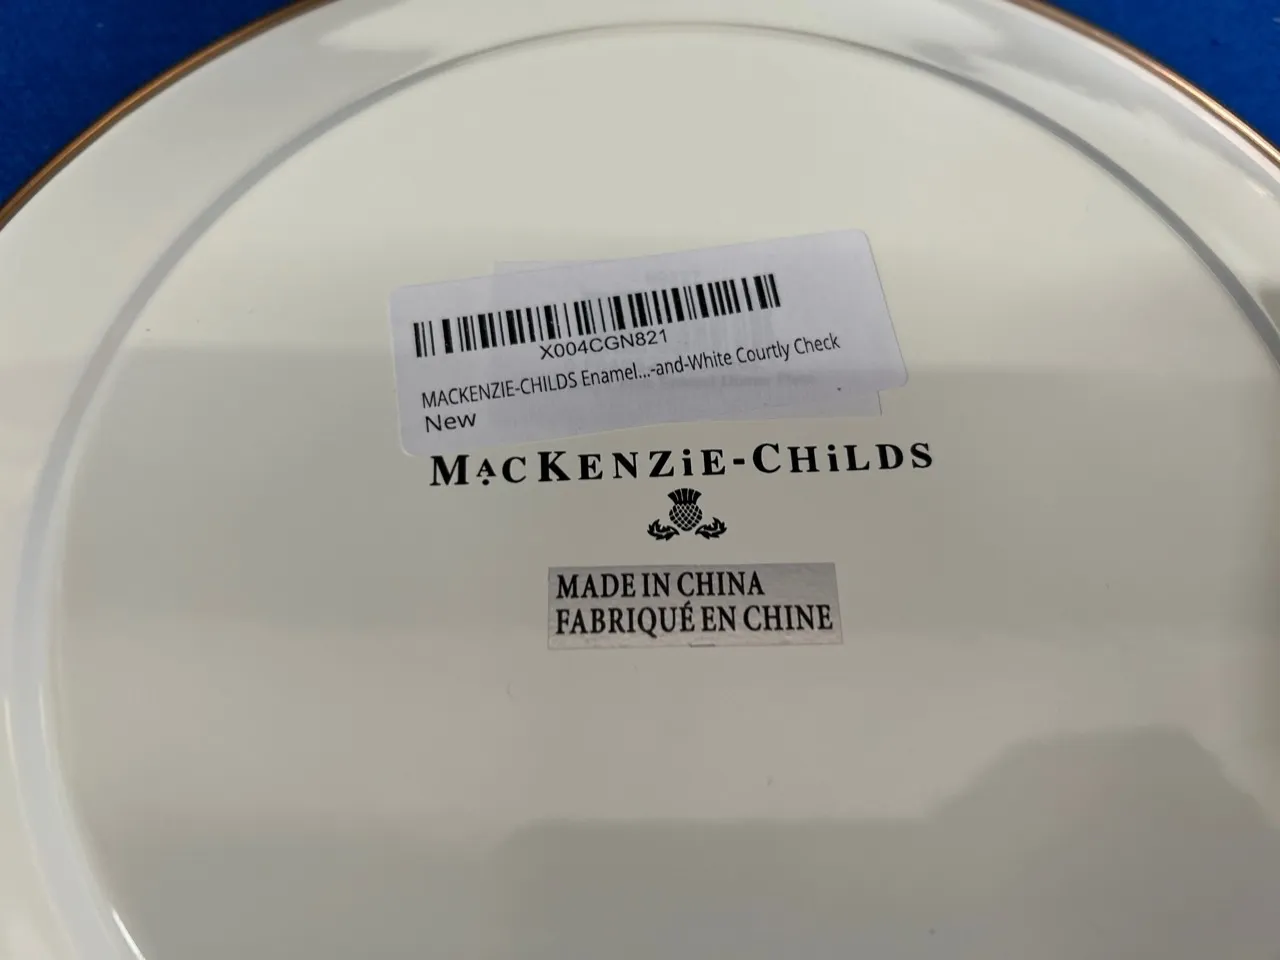 X004CGN821
MACKENZIE-CHILDS Enamel...-and-White Courtly Check
New
MACKENZiE-CHiLDS
MADE IN CHINA
FABRIQUÉ EN CHINE